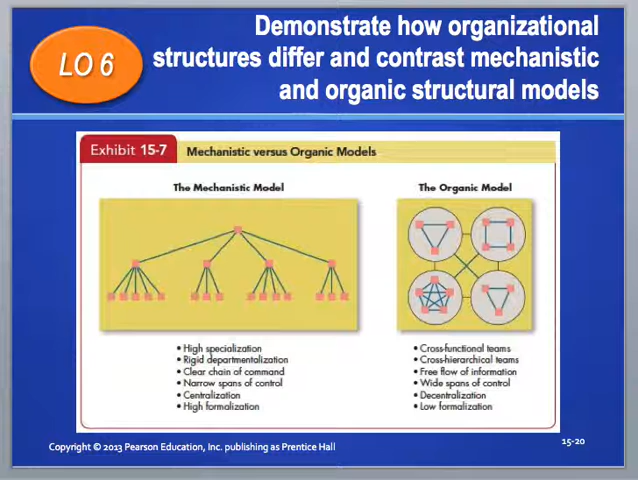 Demonstrate how organizational
LO 6
structures differ and contrast mechanistic
and organic structural models
Exhibit 15-7
Mechanistic versus Organic Models
The Mechanistic Model
The Organic Model
• High specialization
• Rigid departmentalization
• Clear chain of command
• Narrow spans of control
• Centralization
• High formalization
• Cross-functional teams
• Cross-hierarchical teams
• Free flow of information
• Wide spans of control
• Decentralization
• Low formalization
Copyright © 2013 Pearson Education, Inc. publishing as Prentice Hall
15-20